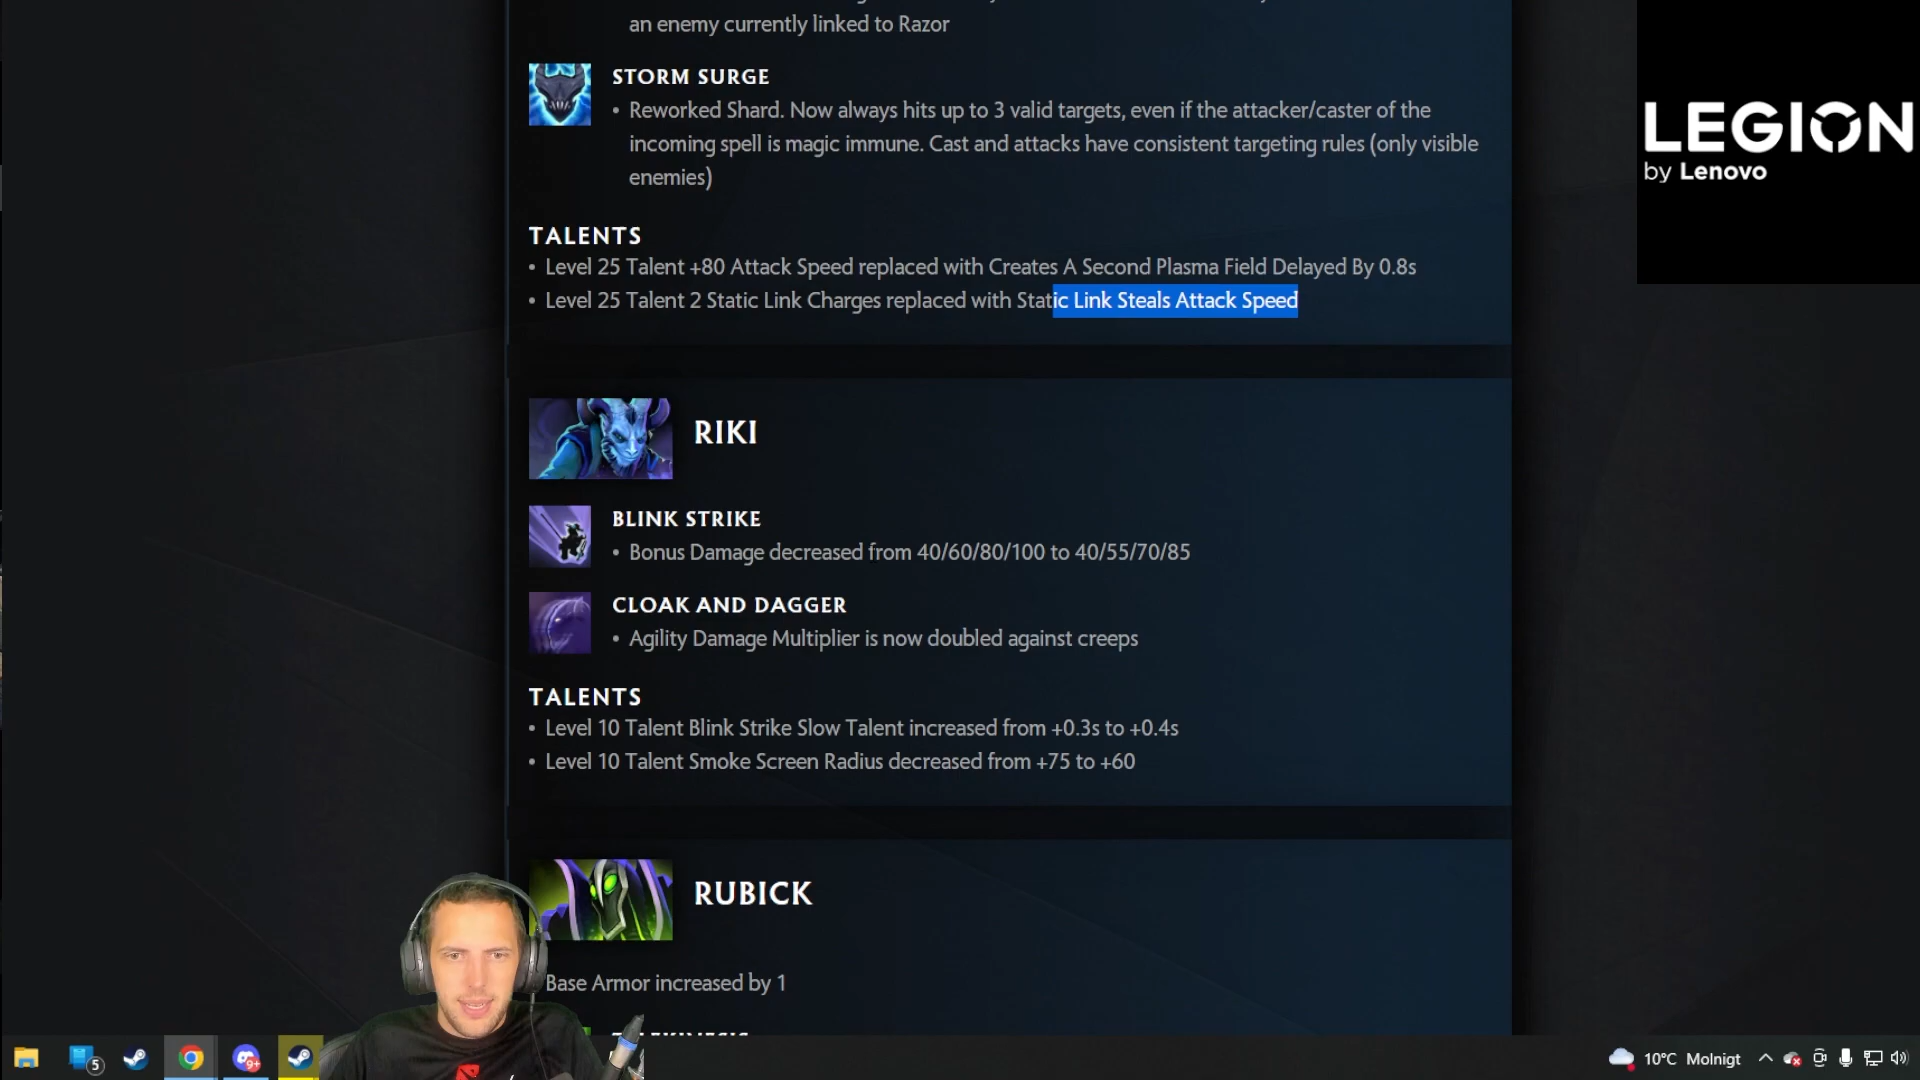 an enemy currently linked to Razor
STORM SURGE
• Reworked Shard. Now always hits up to 3 valid targets, even if the attacker/caster of the
incoming spell is magic immune. Cast and attacks have consistent targeting rules (only visible
enemies)
TALENTS
• Level 25 Talent +80 Attack Speed replaced with Creates A Second Plasma Field Delayed By 0.8s
• Level 25 Talent 2 Static Link Charges replaced with Static Link Steals Attack Speed
RIKI
BLINK STRIKE
• Bonus Damage decreased from 40/60/80/100 to 40/55/70/85
CLOAK AND DAGGER
• Agility Damage Multiplier is now doubled against creeps
TALENTS
• Level 10 Talent Blink Strike Slow Talent increased from +0.3s to +0.4s
• Level 10 Talent Smoke Screen Radius decreased from +75 to +60
RUBICK
Base Armor increased by 1
LEGION
by Lenovo
5
9+
10°C Molnigt